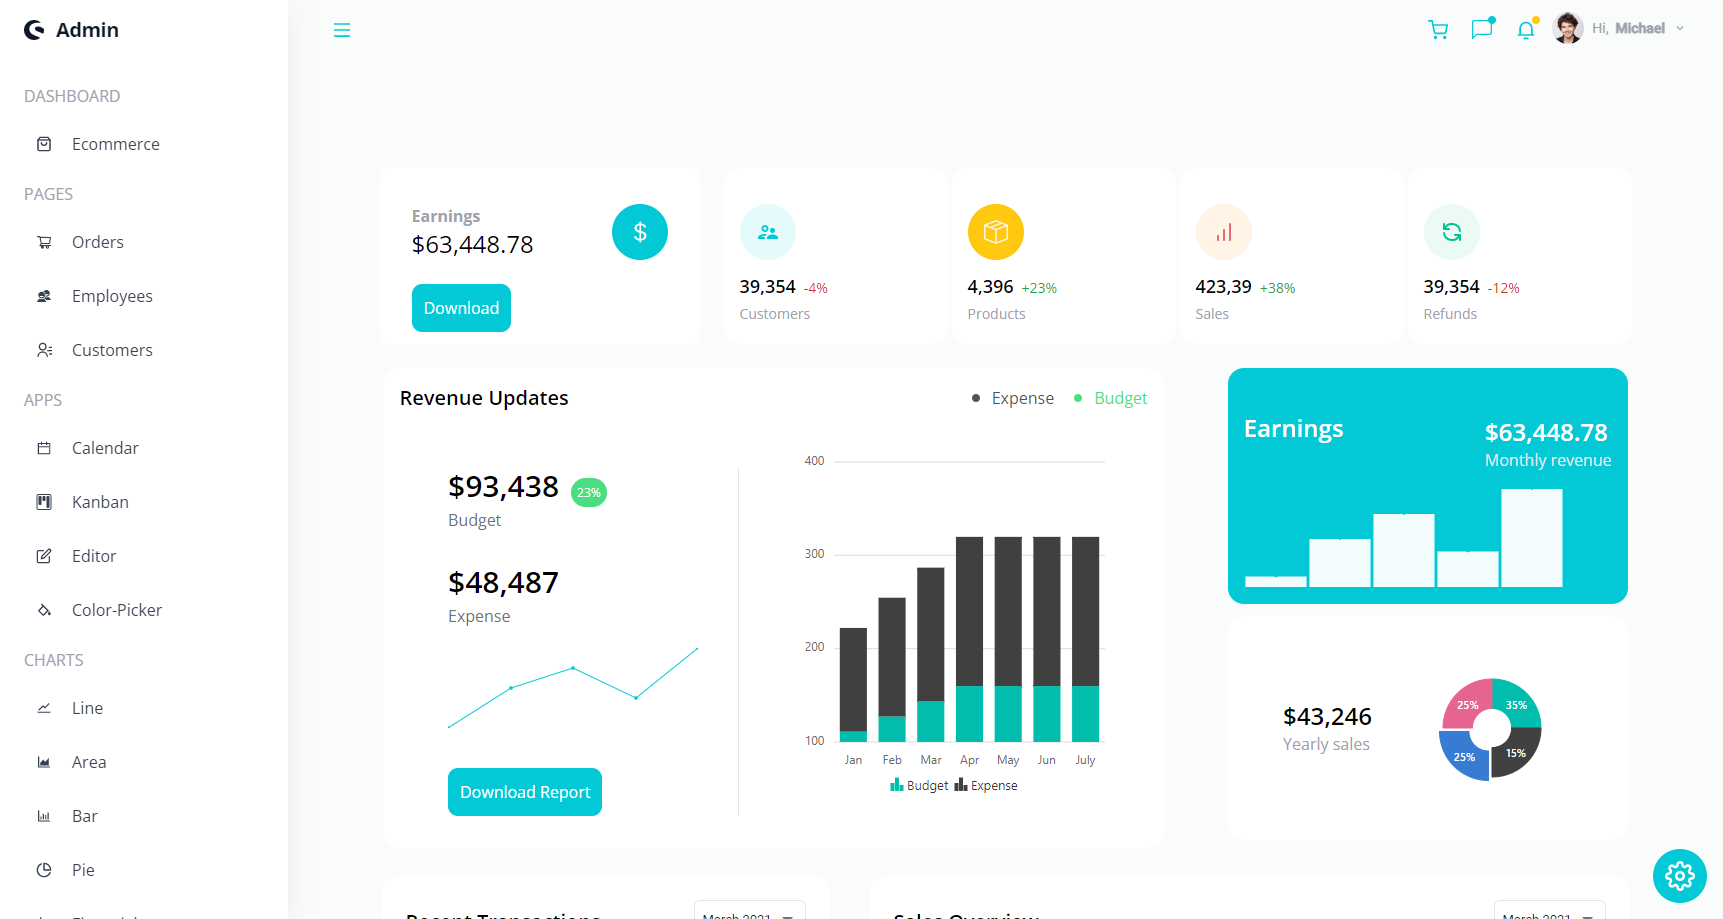 Admin
Hi, Michael
DASHBOARD
Ecommerce
PAGES
Orders
Employees
Customers
APPS
Calendar
Kanban
Editor
Color-Picker
CHARTS
Line
Area
Bar
Pie
Earnings
$63,448.78
$
Download
39,354 -4%
Customers
4,396 +23%
Products
423,39 +38%
Sales
39,354 -12%
Refunds
Revenue Updates
Expense
Budget
$93,438 23%
Budget
$48,487
Expense
Download Report
400
300
200
100
Jan Feb Mar Apr May Jun July
Budget Expense
Earnings
$63,448.78
Monthly revenue
$43,246
Yearly sales
25% 35%
25% 15%
Recent Transactions
March 2021
Sales Overview
March 2021